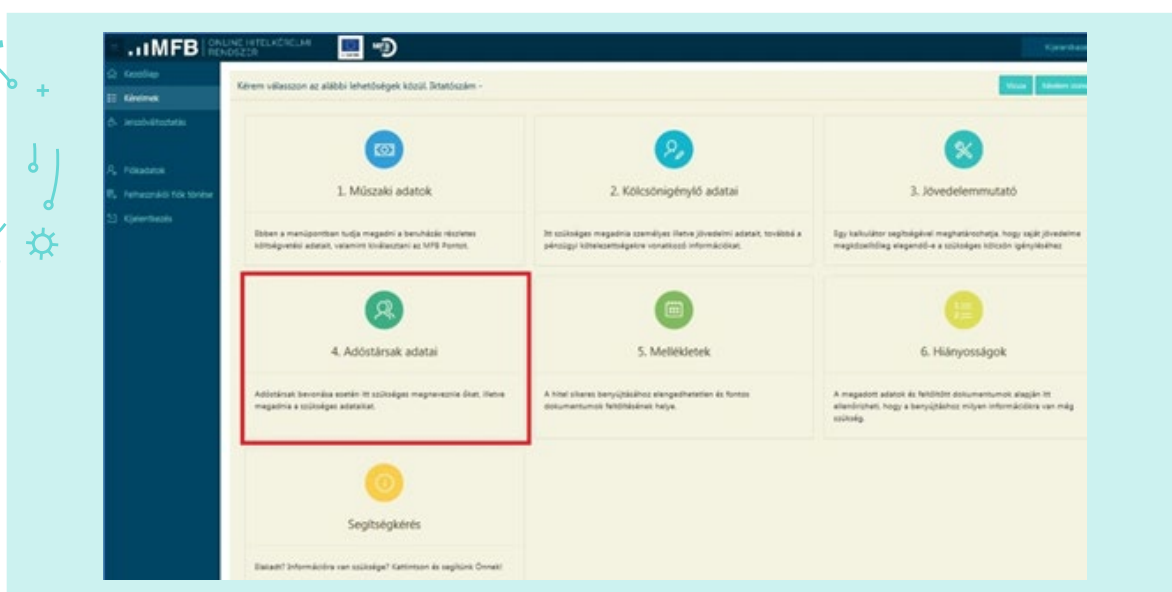 MFB ONLINE HITELKÉRELMI
RENDSZER
Kezdőlap
Kérelmek
Jelszóváltoztatás
Fiókadatok
Felhasználói fiók törlése
Kijelentkezés
Kijelentkezés
Kérem válasszon az alábbi lehetőségek közül. Iktatószám -
Vissza
1. Műszaki adatok
Ebben a menüpontban tudja megadni a beruházás részletes
költségvetési adatait, valamint kiválasztani az MFB Pontot.
2. Kölcsönigénylő adatai
Itt szükséges megadnia személyes illetve jövedelmi adatait, továbbá a
pénzügyi kötelezettségekre vonatkozó információkat.
3. Jövedelemmutató
Egy kalkulátor segítségével meghatározhatja, hogy saját jövedelme
megközelítőleg elegendő-e a szükséges kölcsön igényléséhez
4. Adóstársak adatai
Adóstársak bevonása esetén itt szükséges megneveznie őket, illetve
megadnia a szükséges adataikat.
5. Mellékletek
A hitel sikeres benyújtásához elengedhetetlen és fontos
dokumentumok feltöltésének helye.
6. Hiányosságok
A megadott adatok és feltöltött dokumentumok alapján itt
ellenőrizheti, hogy a benyújtáshoz milyen információkra van még
szükség.
Segítségkérés
Elakadt? Információra van szüksége? Kattintson és segítünk Önnek!